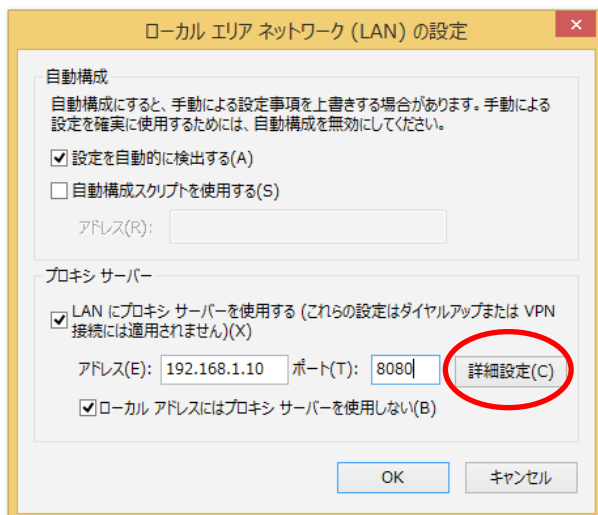 ローカル エリア ネットワーク (LAN) の設定
自動構成
自動構成にすると、手動による設定事項を上書きする場合があります。手動による
設定を確実に使用するためには、自動構成を無効にしてください。
設定を自動的に検出する(A)
自動構成スクリプトを使用する(S)
アドレス(R):
プロキシ サーバー
LAN にプロキシ サーバーを使用する (これらの設定はダイヤルアップまたは VPN
接続には適用されません)(X)
アドレス(E): 192.168.1.10 ポート(T): 8080 詳細設定(C)
ローカル アドレスにはプロキシ サーバーを使用しない(B)
OK キャンセル